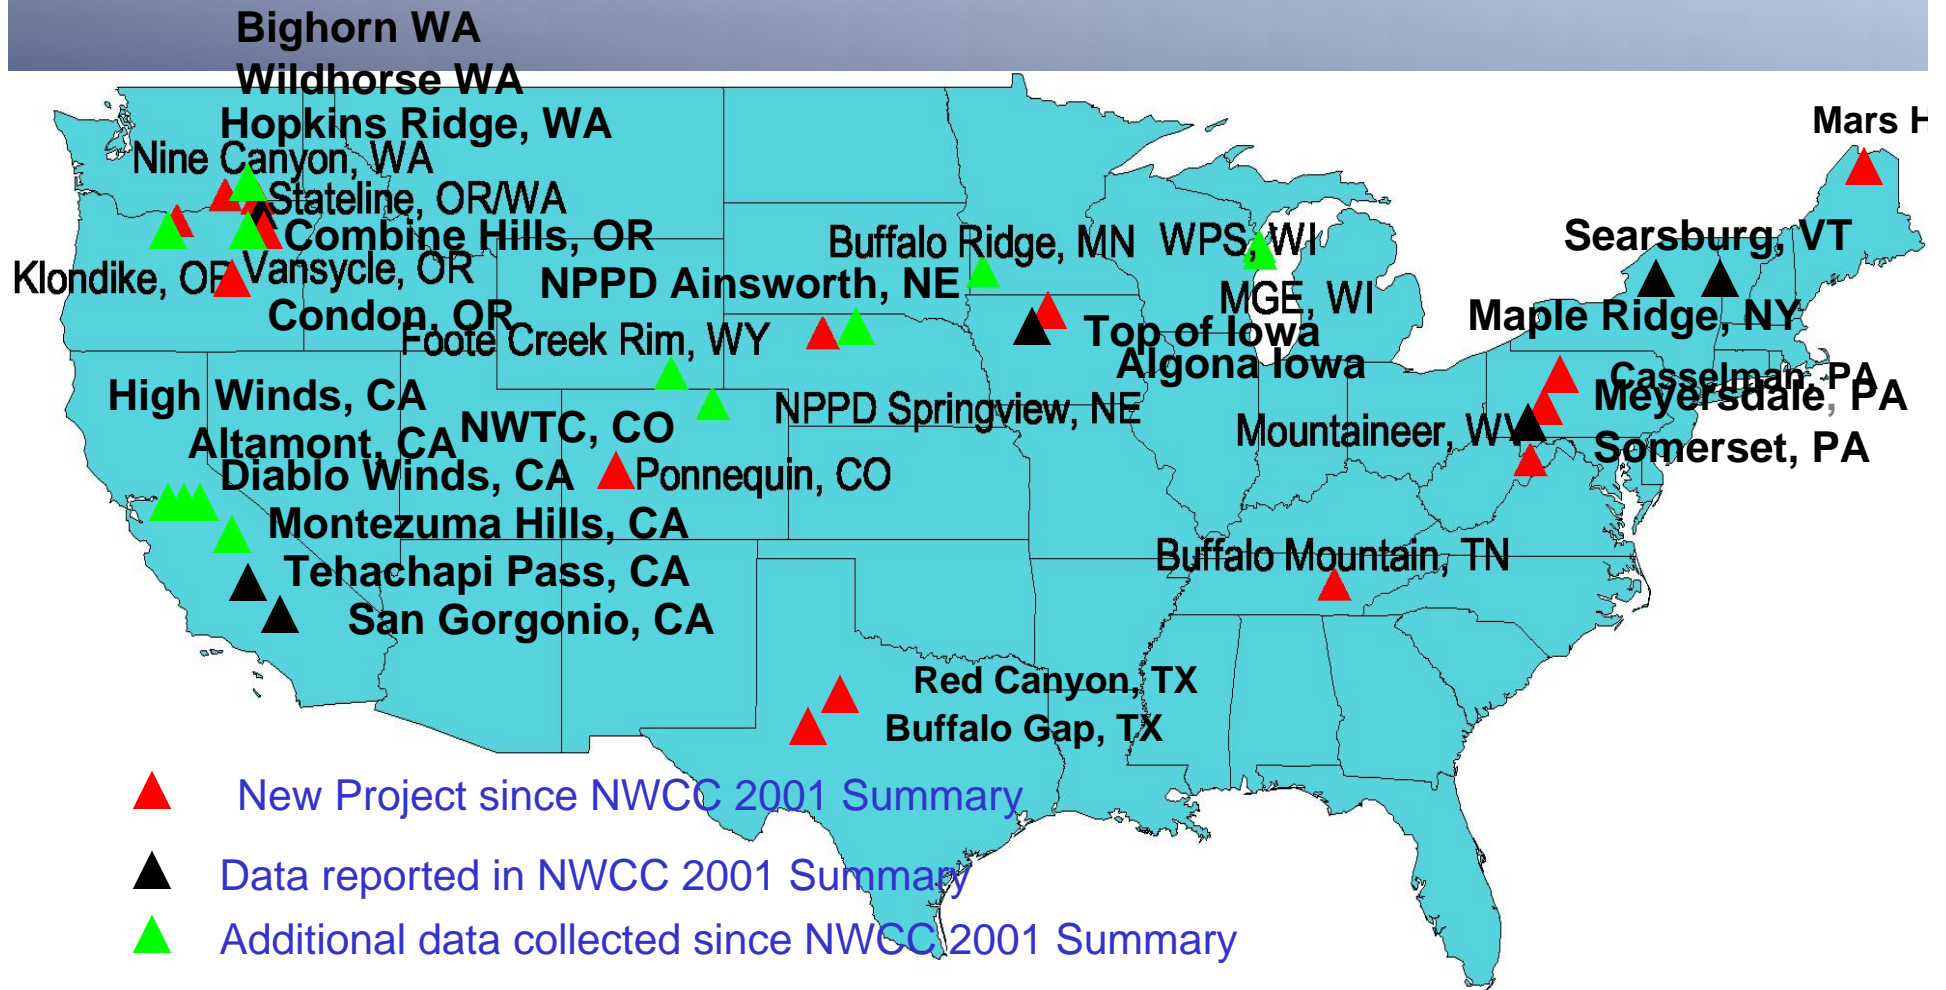 Bighorn WA
Wildhorse WA
Hopkins Ridge, WA
Mars H
Nine Canyon, WA
Stateline, OR/WA
Combine Hills, OR
Buffalo Ridge, MN
WPS, WI
Searsburg, VT
Klondike, OR
Vansycle, OR
NPPD Ainsworth, NE
MGE, WI
Condon, OR
Maple Ridge, NY
Foote Creek Rim, WY
Top of Iowa
Algona Iowa
Casselman, PA
High Winds, CA
NPPD Springview, NE
Meyersdale, PA
Altamont, CA
NWTC, CO
Mountaineer, WV
Somerset, PA
Diablo Winds, CA
Ponnequin, CO
Montezuma Hills, CA
Buffalo Mountain, TN
Tehachapi Pass, CA
San Gorgonio, CA
Red Canyon, TX
Buffalo Gap, TX
New Project since NWCC 2001 Summary
Data reported in NWCC 2001 Summary
Additional data collected since NWCC 2001 Summary